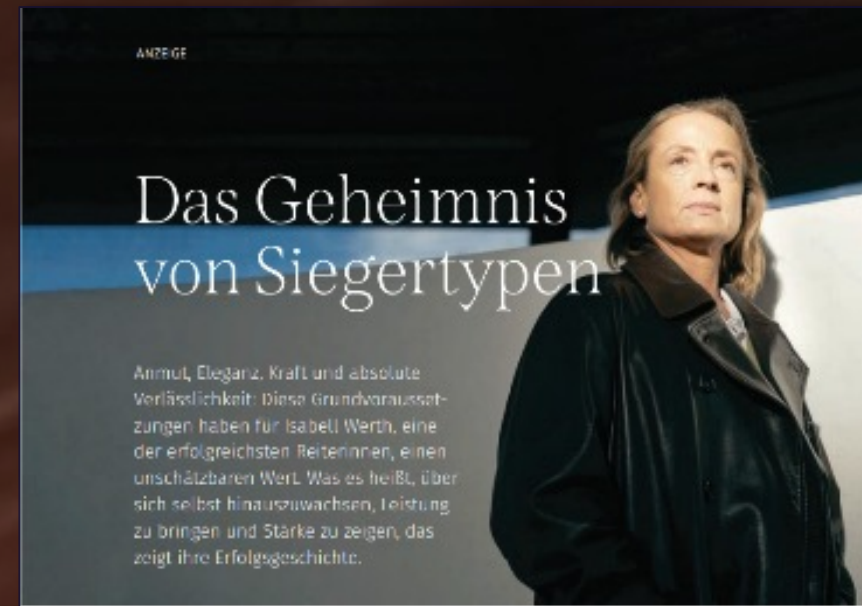 ANZEIGE
Das Geheimnis
von Siegertypen
Anmut, Eleganz, Kraft und absolute
Verlässlichkeit: Diese Grundvorausset-
zungen haben für Isabell Werth, eine
der erfolgreichsten Reiterinnen, einen
unschätzbaren Wert. Was es heißt, über
sich selbst hinauszuwachsen, Leistung
zu bringen und Stärke zu zeigen, das
zeigt ihre Erfolgsgeschichte.